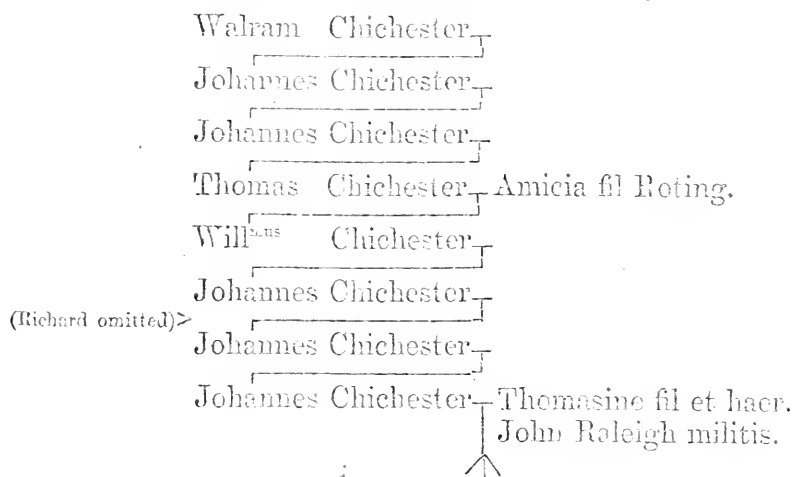 Walram Chichester
Johannes Chichester
Johannes Chichester
Thomas Chichester Amicia fil Roting.
Will Chichester
Johannes Chichester
(Richard omitted)>
Johannes Chichester
Johannes Chichester Thomasine fil et haer.
John Raleigh militis.